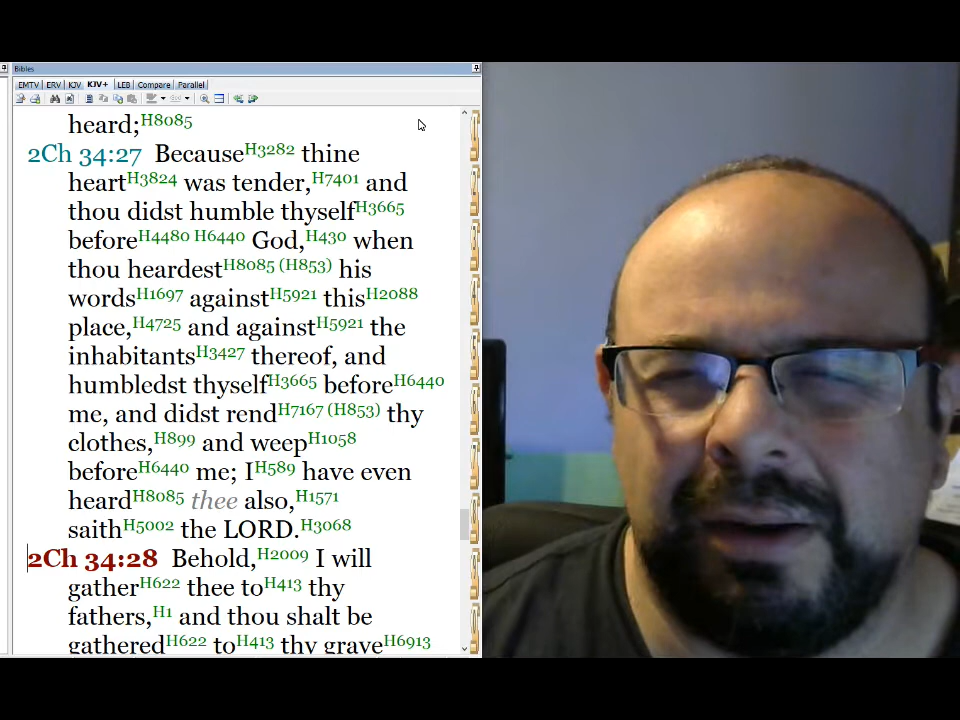 Bibles
EMTV ERV KJV KJV+ LEB Compare Parallel
heard;H8085
2Ch 34:27 BecauseH3282 thine
heartH3824 was tender,H7401 and
thou didst humble thyselfH3665
beforeH4480 H6440 God,H430 when
thou heardestH8085 (H853) his
wordsH1697 againstH5921 thisH2088
place,H4725 and againstH5921 the
inhabitantsH3427 thereof, and
humbledst thyselfH3665 beforeH6440
me, and didst rendH7167 (H853) thy
clothes,H899 and weepH1058
beforeH6440 me; IH589 have even
heardH8085 thee also,H1571
saithH5002 the LORD.H3068
2Ch 34:28 Behold,H2009 I will
gatherH622 thee toH413 thy
fathers,H1 and thou shalt be
gatheredH622 toH413 thy graveH6913